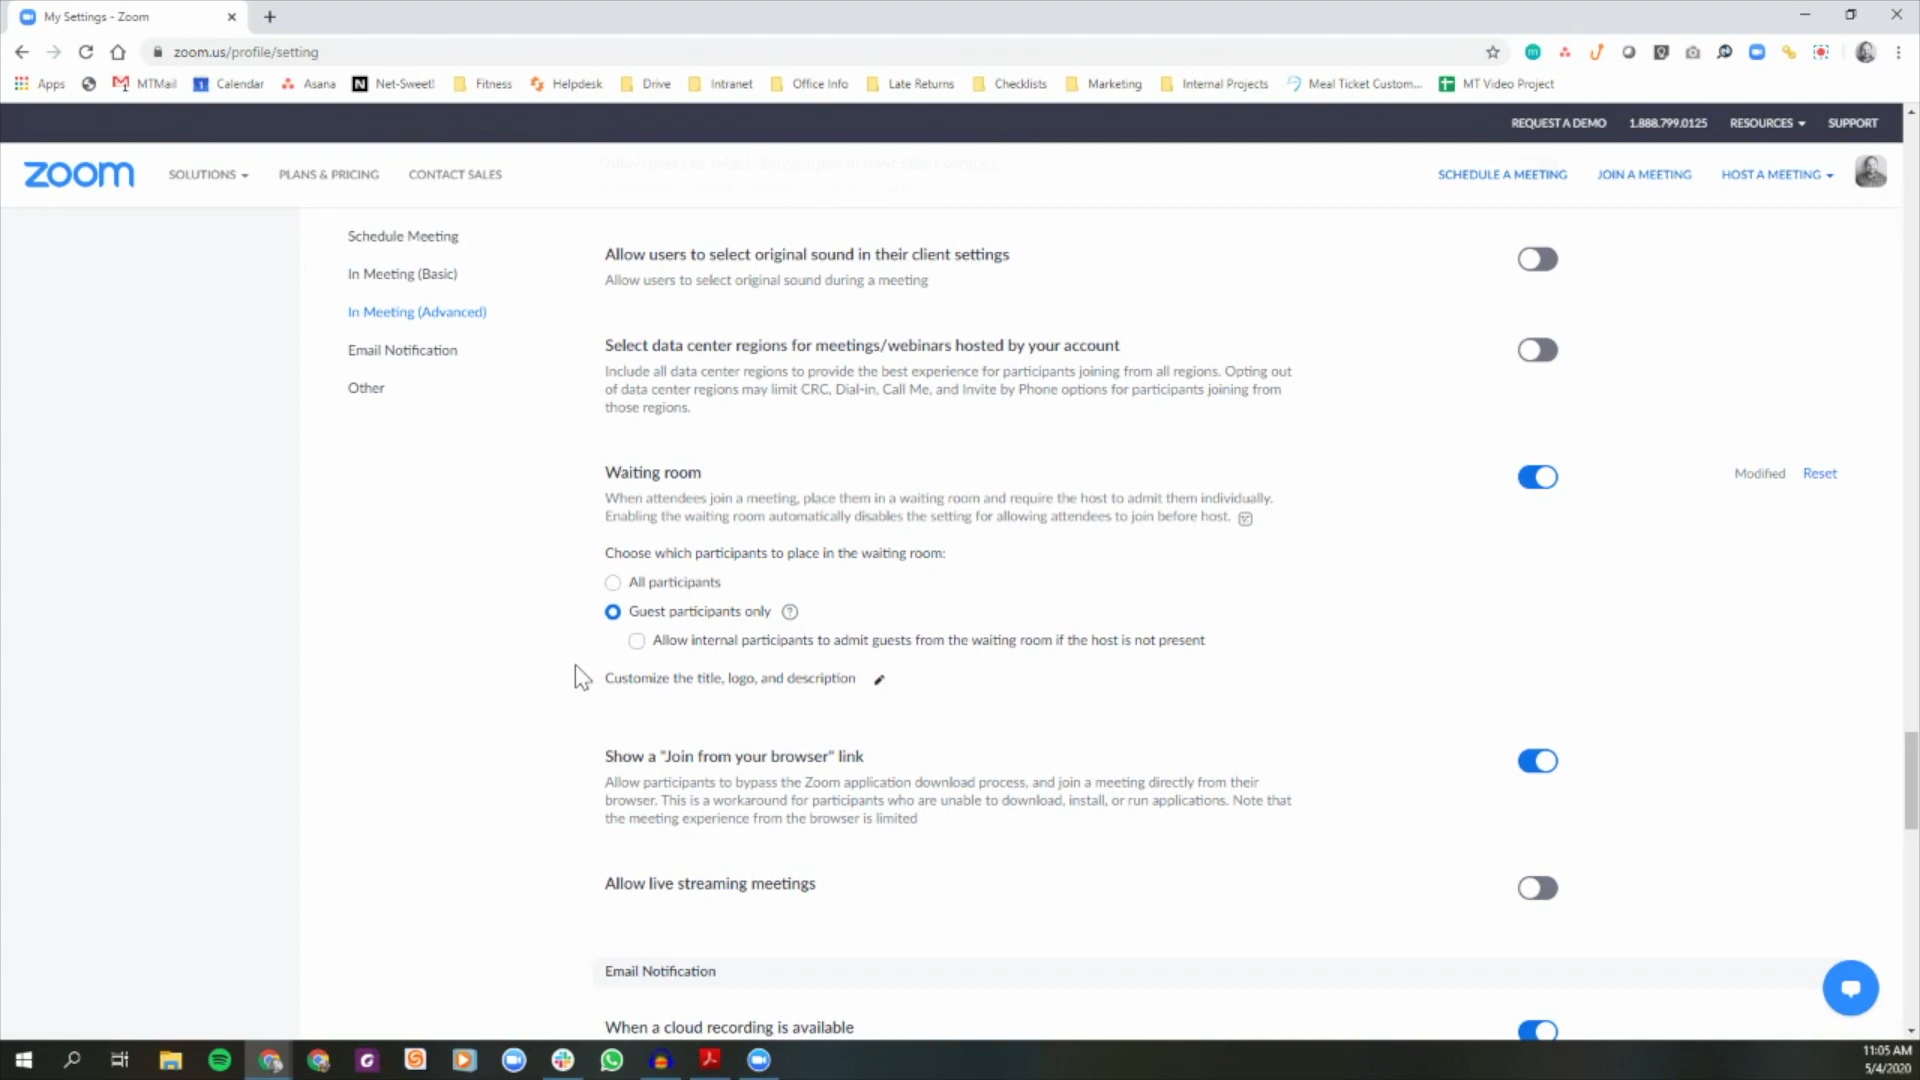 My Settings - Zoom
zoom.us/profile/setting
Apps
MTMail
Calendar
Asana
Net-Sweet!
Fitness
Helpdesk
Drive
Intranet
Office Info
Late Returns
Checklists
Marketing
Internal Projects
Meal Ticket Custom...
MT Video Project
REQUEST A DEMO
1.888.799.0125
RESOURCES
SUPPORT
zoom
SOLUTIONS
PLANS & PRICING
CONTACT SALES
SCHEDULE A MEETING
JOIN A MEETING
HOST A MEETING
Schedule Meeting
In Meeting (Basic)
In Meeting (Advanced)
Email Notification
Other
Allow users to select original sound in their client settings
Allow users to select original sound during a meeting
Select data center regions for meetings/webinars hosted by your account
Include all data center regions to provide the best experience for participants joining from all regions. Opting out
of data center regions may limit CRC, Dial-in, Call Me, and Invite by Phone options for participants joining from
those regions.
Waiting room
Modified Reset
When attendees join a meeting, place them in a waiting room and require the host to admit them individually.
Enabling the waiting room automatically disables the setting for allowing attendees to join before host.
Choose which participants to place in the waiting room:
All participants
Guest participants only
Allow internal participants to admit guests from the waiting room if the host is not present
Customize the title, logo, and description
Show a "Join from your browser" link
Allow participants to bypass the Zoom application download process, and join a meeting directly from their
browser. This is a workaround for participants who are unable to download, install, or run applications. Note that
the meeting experience from the browser is limited
Allow live streaming meetings
Email Notification
When a cloud recording is available
11:05 AM
5/4/2020